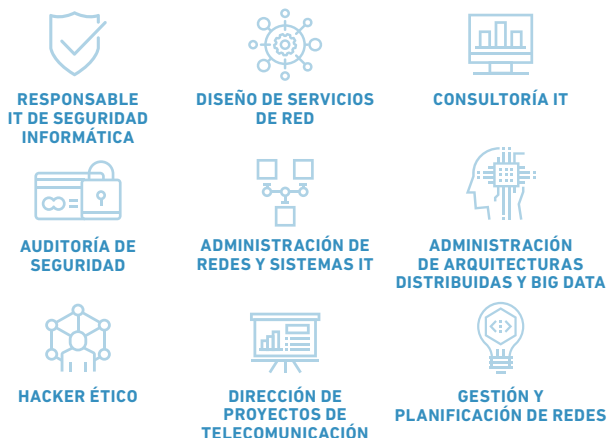 RESPONSABLE
IT DE SEGURIDAD
INFORMÁTICA
DISEÑO DE SERVICIOS
DE RED
CONSULTORÍA IT
AUDITORÍA DE
SEGURIDAD
ADMINISTRACIÓN DE
REDES Y SISTEMAS IT
ADMINISTRACIÓN
DE ARQUITECTURAS
DISTRIBUIDAS Y BIG DATA
HACKER ÉTICO
DIRECCIÓN DE
PROYECTOS DE
TELECOMUNICACIÓN
GESTIÓN Y
PLANIFICACIÓN DE REDES